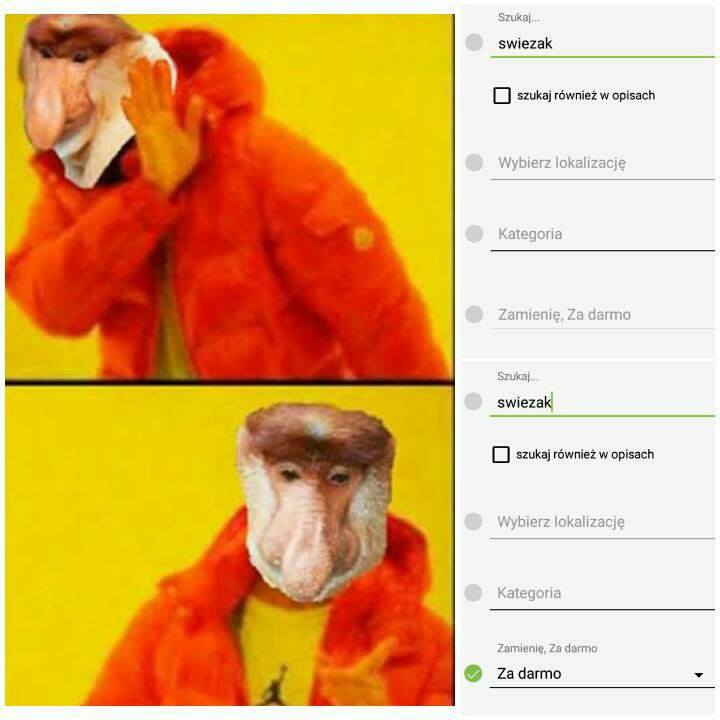 Szukaj...
swiezak
szukaj również w opisach
Wybierz lokalizację
Kategoria
Zamienię, Za darmo
Szukaj...
swiezak
szukaj również w opisach
Wybierz lokalizację
Kategoria
Zamienię, Za darmo
Za darmo